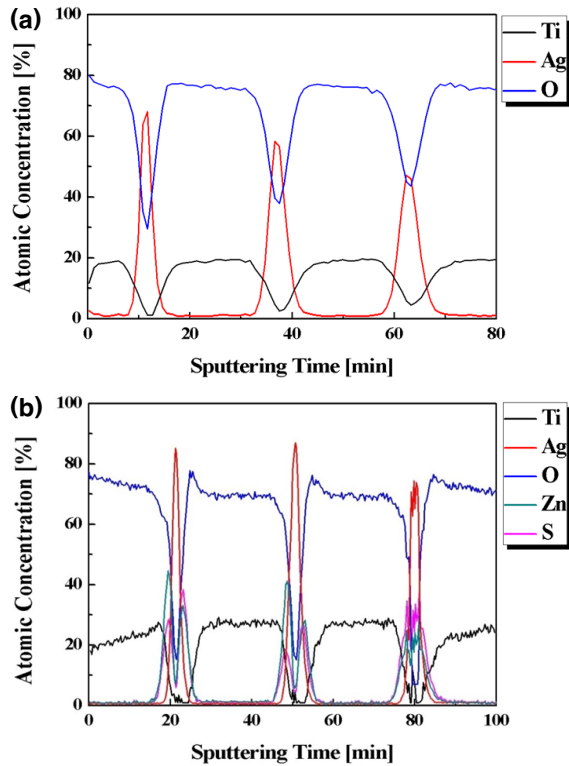 (a)
Atomic Concentration [%]
100
80
60
40
20
0
0 20 40 60 80
Sputtering Time [min]
Ti
Ag
O
(b)
Atomic Concentration [%]
100
80
60
40
20
0
0 20 40 60 80 100
Sputtering Time [min]
Ti
Ag
O
Zn
S